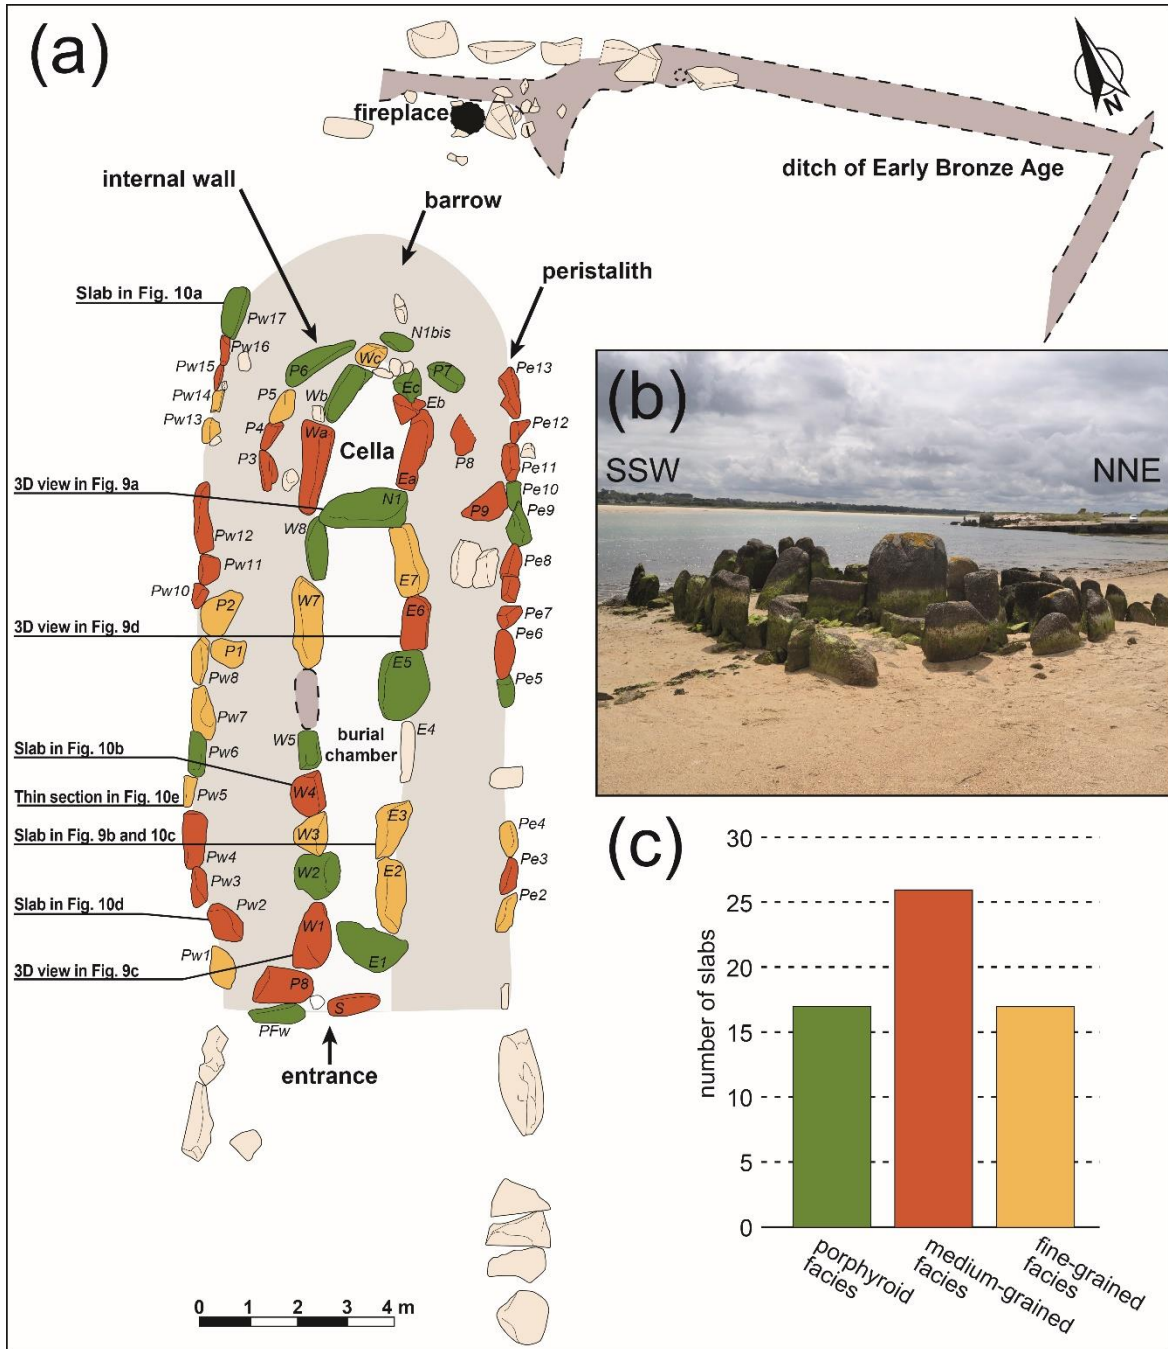 (a)
N
fireplace
ditch of Early Bronze Age
internal wall
barrow
peristalith
Slab in Fig. 10a
Pw17
N1bis
Pw16
Wc
P6
P7
Pe13
Pw15
Wb
Ec
Pw14
P5
Eb
Pe12
Pw13
P4
Wa
Cella
P8
P3
Pe11
3D view in Fig. 9a
Ea
Pe10
N1
P9
Pe9
W8
Pw12
Pe8
Pw11
E7
Pw10
W7
P2
E6
Pe7
3D view in Fig. 9d
Pe6
P1
E5
Pw8
Pe5
Pw7
W5
burial
chamber
E4
Slab in Fig. 10b
Pw6
W4
Thin section in Fig. 10e
Pw5
E3
Slab in Fig. 9b and 10c
W3
Pe4
Pw4
Pe3
W2
E2
Pw3
Pe2
Slab in Fig. 10d
Pw2
W1
Pw1
E1
3D view in Fig. 9c
P8
S
PFw
entrance
0 1 2 3 4 m
(b)
SSW
NNE
(c)
number of slabs
30
25
20
15
10
5
0
porphyroid
facies
medium-grained
facies
fine-grained
facies